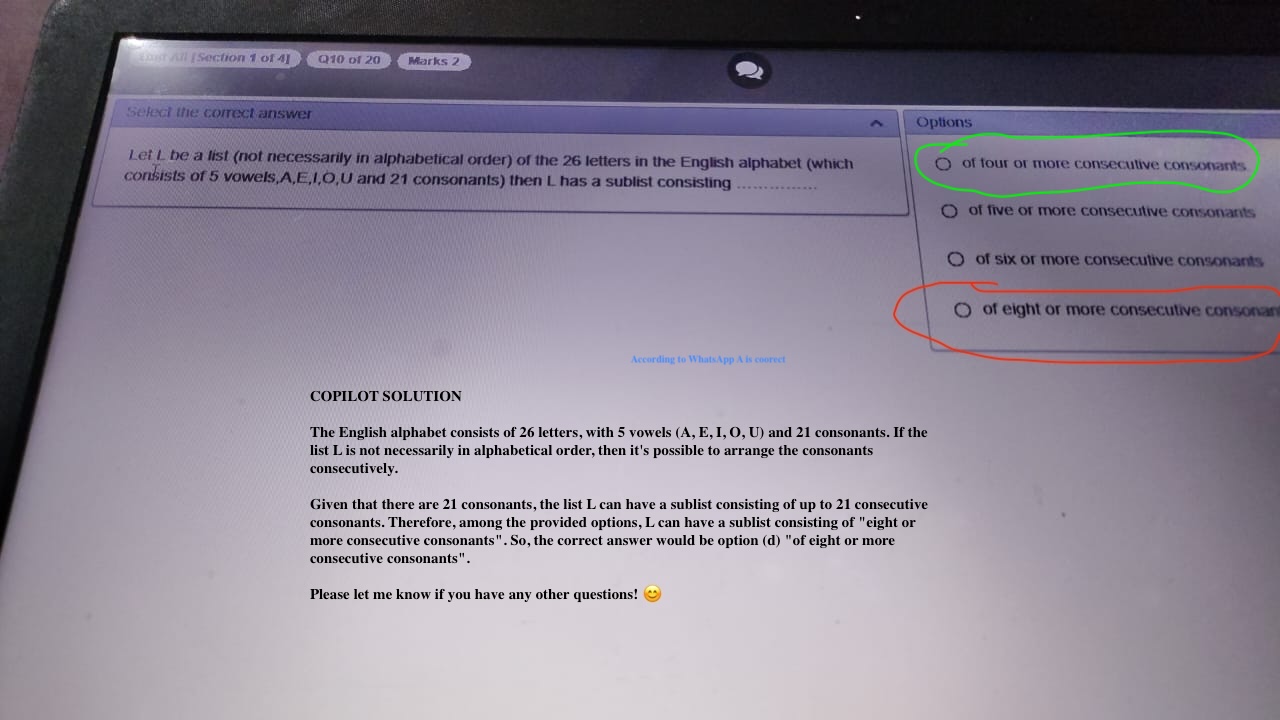 [Section 1 of 4]
Q10 of 20
Marks 2
Select the correct answer
Let L be a list (not necessarily in alphabetical order) of the 26 letters in the English alphabet (which
consists of 5 vowels,A,E,I,O,U and 21 consonants) then L has a sublist consisting ...............
Options
of four or more consecutive consonants
of five or more consecutive consonants
of six or more consecutive consonants
of eight or more consecutive consonan
According to WhatsApp A is coorect
COPILOT SOLUTION
The English alphabet consists of 26 letters, with 5 vowels (A, E, I, O, U) and 21 consonants. If the
list L is not necessarily in alphabetical order, then it's possible to arrange the consonants
consecutively.
Given that there are 21 consonants, the list L can have a sublist consisting of up to 21 consecutive
consonants. Therefore, among the provided options, L can have a sublist consisting of "eight or
more consecutive consonants". So, the correct answer would be option (d) "of eight or more
consecutive consonants".
Please let me know if you have any other questions! 😊